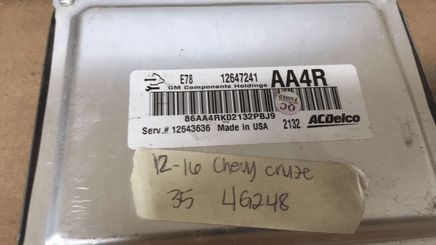 E78 12647241 AA4R
GM Components Holdings
86AA4RK02132PBJ9
Serv.# 12643636 Made in USA 2132 ACDelco
12-16 Chevy cruze
35 4G248